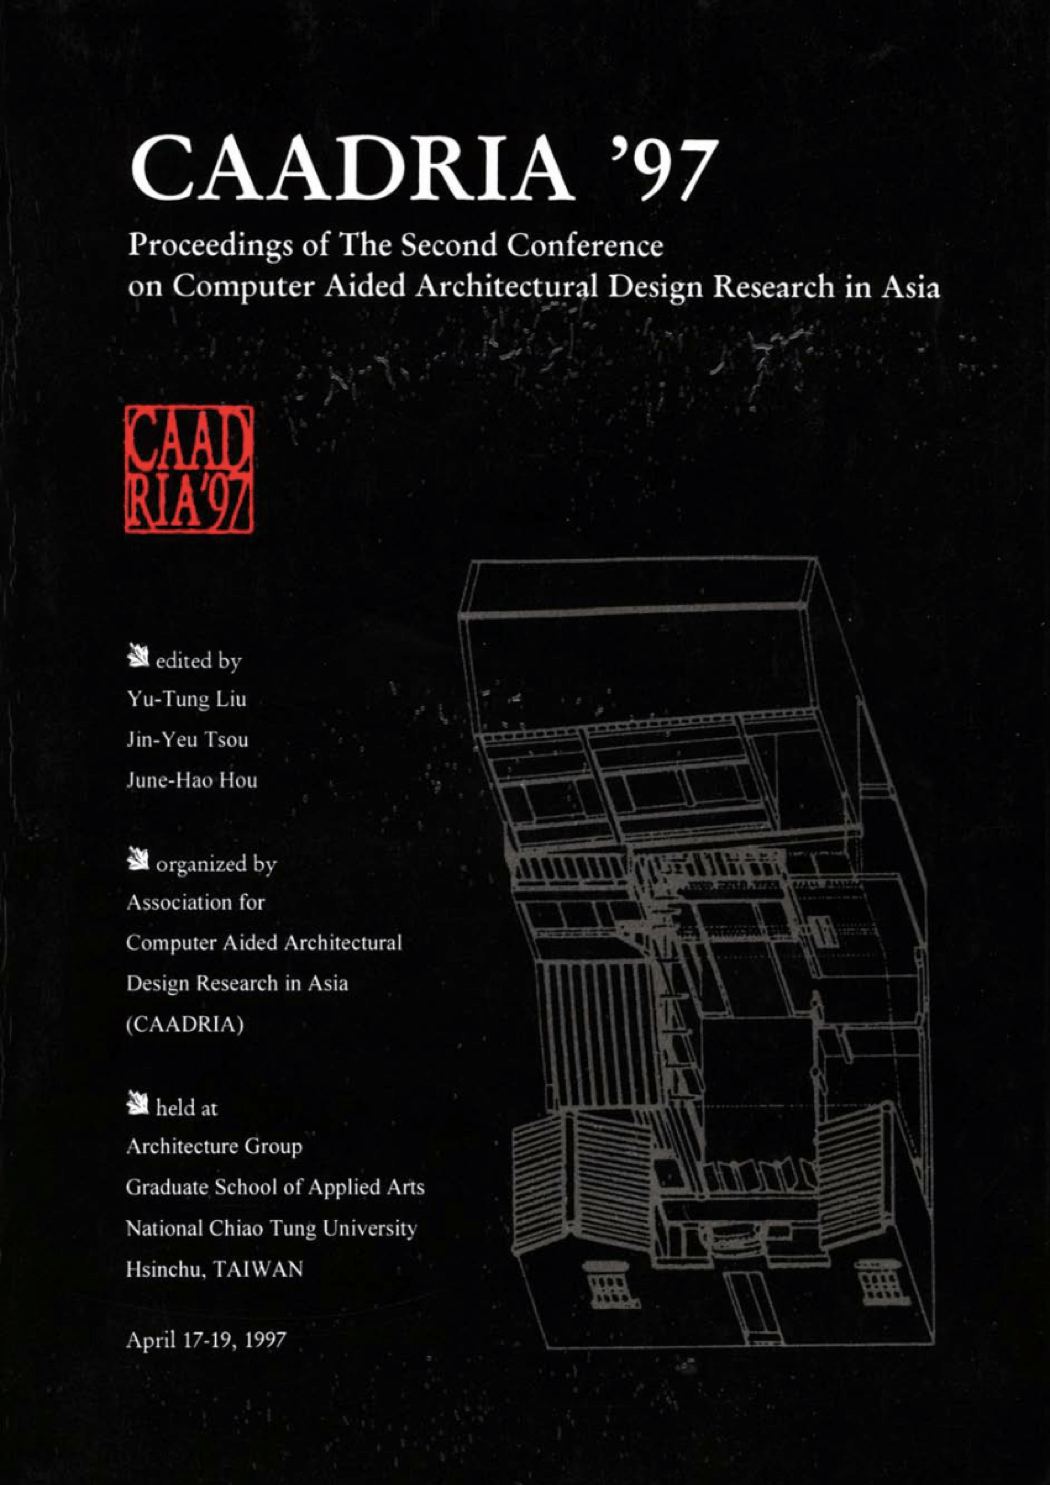 CAADRIA ’97
Proceedings of The Second Conference
on Computer Aided Architectural Design Research in Asia
CAAD
RIA’97
edited by
Yu-Tung Liu
Jin-Yeu Tsou
June-Hao Hou
organized by
Association for
Computer Aided Architectural
Design Research in Asia
(CAADRIA)
held at
Architecture Group
Graduate School of Applied Arts
National Chiao Tung University
Hsinchu, TAIWAN
April 17-19, 1997